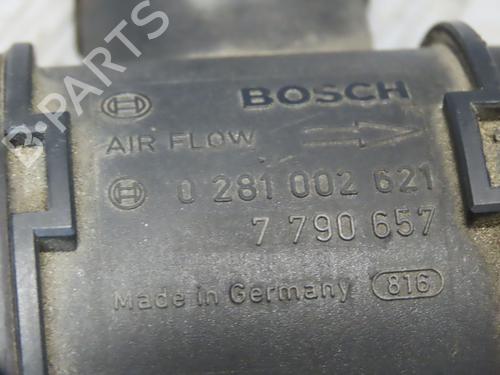 B-PARTS
BOSCH
AIR FLOW
0 281 002 621
7 790 657
Made in Germany 816